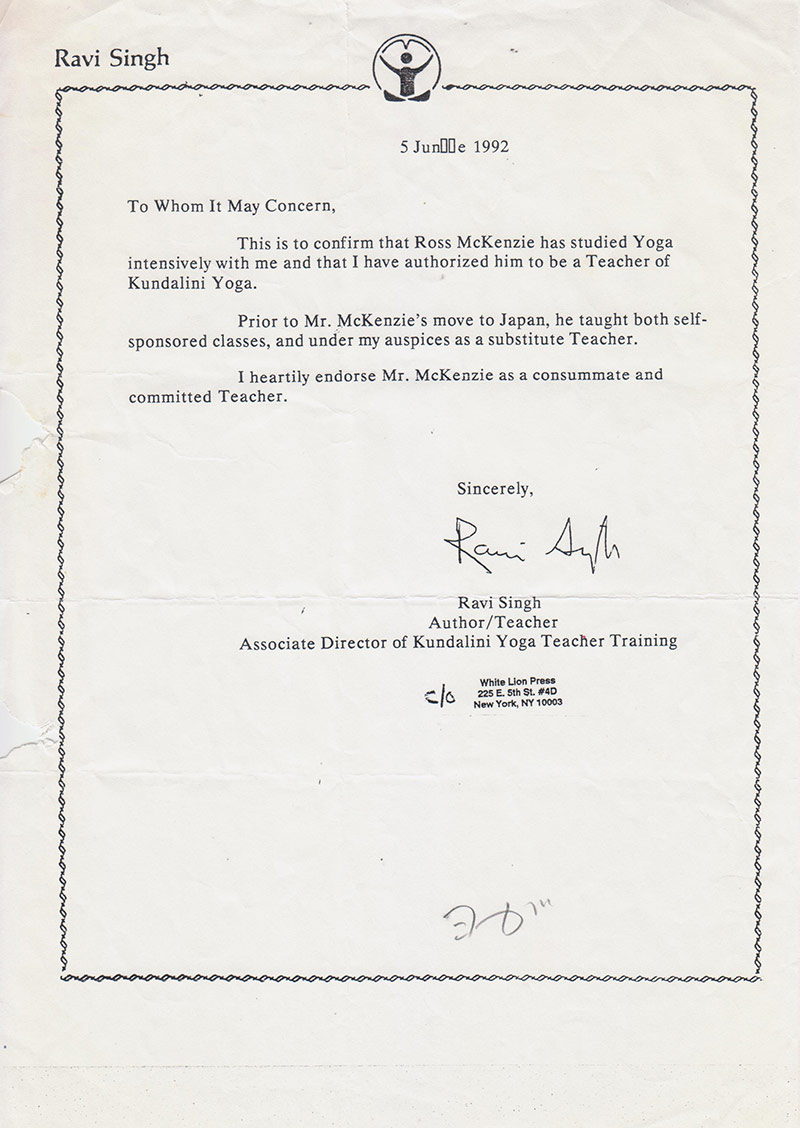 Ravi Singh
5 Jun▯▯e 1992
To Whom It May Concern,
This is to confirm that Ross McKenzie has studied Yoga
intensively with me and that I have authorized him to be a Teacher of
Kundalini Yoga.
Prior to Mr. McKenzie's move to Japan, he taught both self-
sponsored classes, and under my auspices as a substitute Teacher.
I heartily endorse Mr. McKenzie as a consummate and
committed Teacher.
Sincerely,
Ravi Singh
Ravi Singh
Author/Teacher
Associate Director of Kundalini Yoga Teacher Training
c/o
White Lion Press
225 E. 5th St. #4D
New York, NY 10003
ヨガ